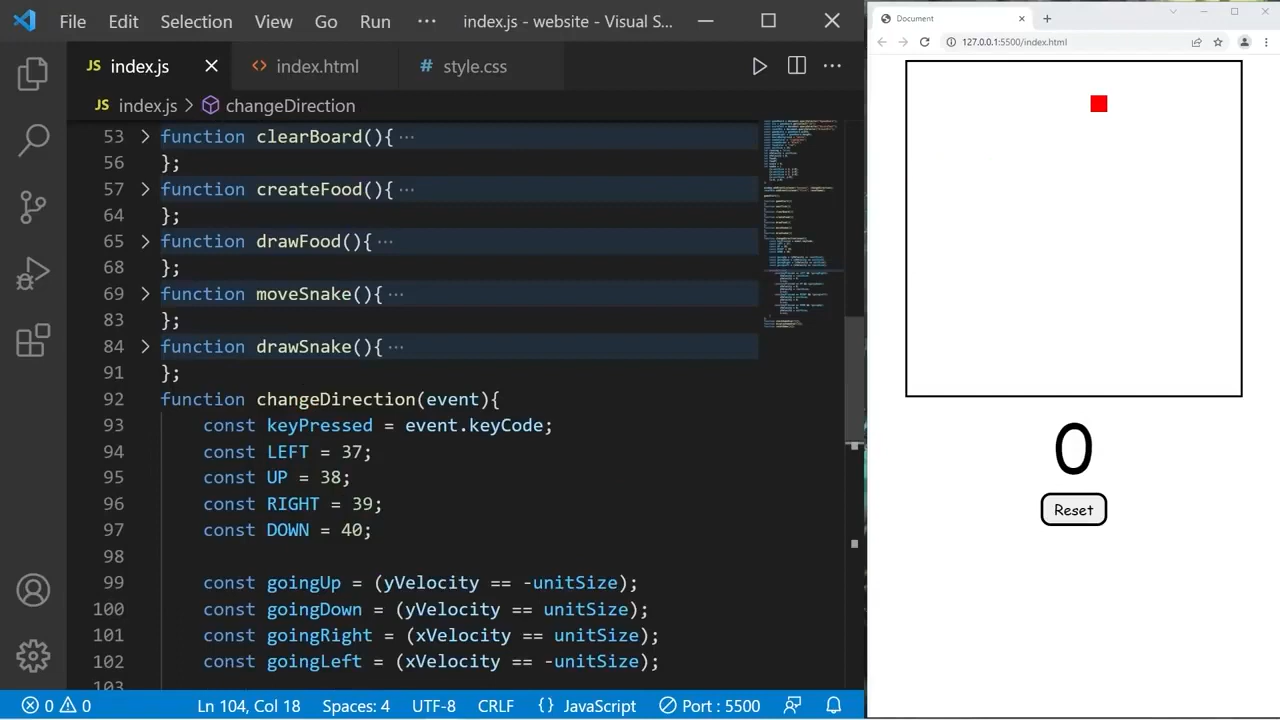 File Edit Selection View Go Run ··· index.js - website - Visual S...
JS index.js <> index.html # style.css
JS index.js > changeDirection
function clearBoard(){ ···
56 };
57 function createFood(){ ···
64 };
65 function drawFood(){ ···
68 };
69 function moveSnake(){ ···
83 };
84 function drawSnake(){ ···
91 };
92 function changeDirection(event){
93 const keyPressed = event.keyCode;
94 const LEFT = 37;
95 const UP = 38;
96 const RIGHT = 39;
97 const DOWN = 40;
98
99 const goingUp = (yVelocity == -unitSize);
100 const goingDown = (yVelocity == unitSize);
101 const goingRight = (xVelocity == unitSize);
102 const goingLeft = (xVelocity == -unitSize);
103
0 0 Ln 104, Col 18 Spaces: 4 UTF-8 CRLF {} JavaScript Port : 5500
Document
127.0.0.1:5500/index.html
0
Reset